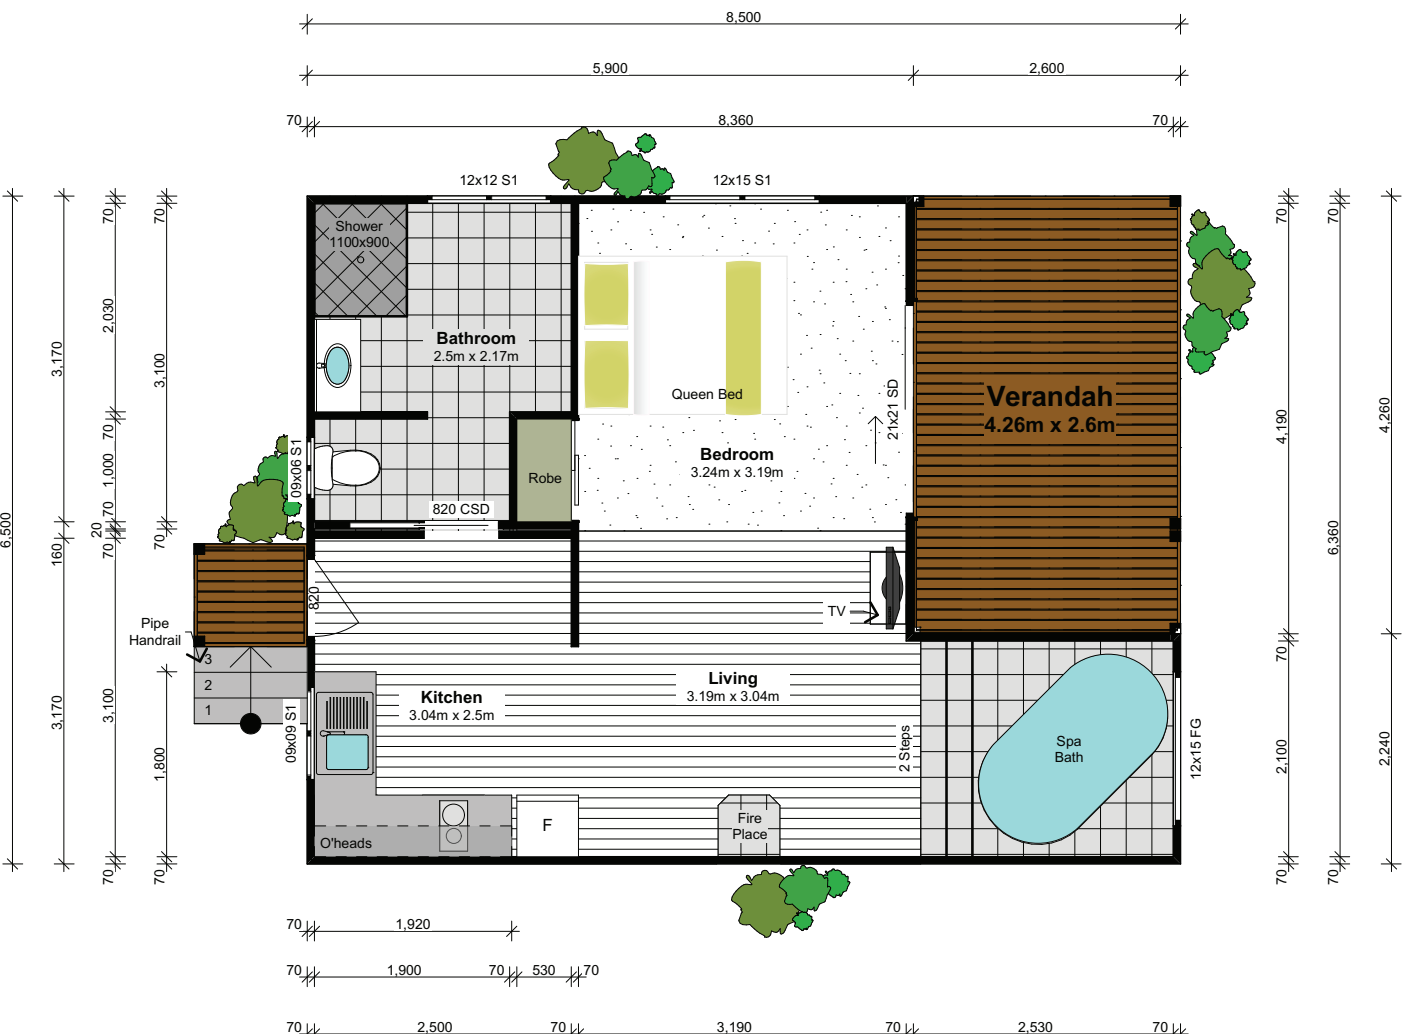 8,500
5,900
2,600
70
8,360
70
12x12 S1
12x15 S1
6,500
3,170
160
3,170
70
2,030
70
1,000
70
20
70
3,100
70
70
3,100
70
1,800
70
Shower
1100x900
Bathroom
2.5m x 2.17m
Queen Bed
Bedroom
3.24m x 3.19m
21x21 SD
Verandah
4.26m x 2.6m
09x06 S1
Robe
820 CSD
820
Pipe
Handrail
3
2
1
TV
Living
3.19m x 3.04m
Kitchen
3.04m x 2.5m
09x09 S1
2 Steps
Spa
Bath
12x15 FG
O'heads
F
Fire
Place
70
4,190
70
2,100
70
70
6,360
70
4,260
2,240
70
1,920
70
1,900
70
530
70
70
2,500
70
3,190
70
2,530
70